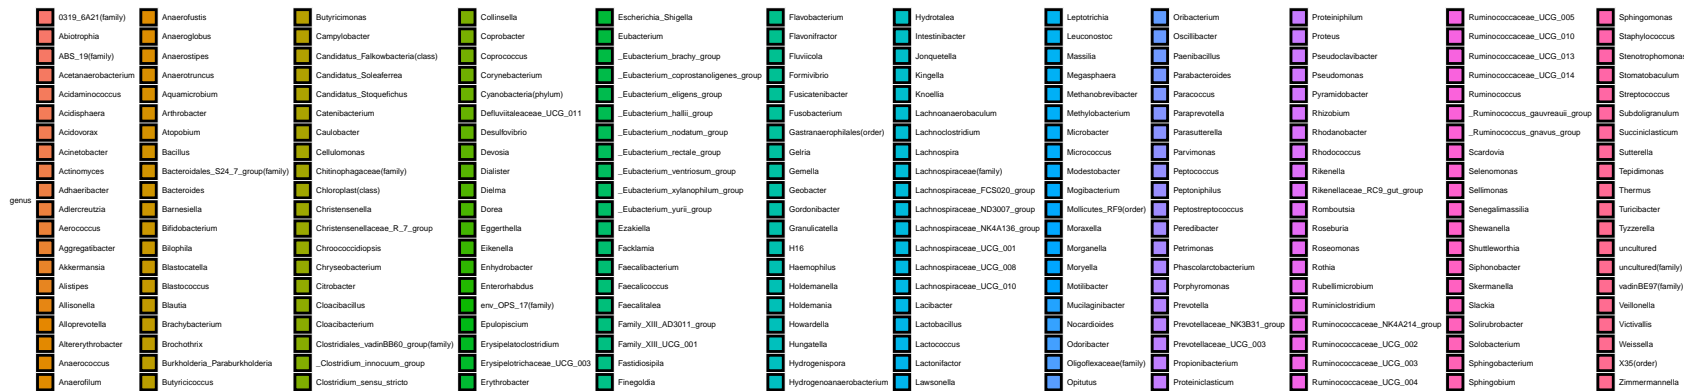 genus
0319_6A21(family)
Abiotrophia
ABS_19(family)
Acetanaerobacterium
Acidaminococcus
Acidisphaera
Acidovorax
Acinetobacter
Actinomyces
Adhaeribacter
Adlercreutzia
Aerococcus
Aggregatibacter
Akkermansia
Alistipes
Allisonella
Alloprevotella
Altererythrobacter
Anaerococcus
Anaerofilum
Anaerofustis
Anaeroglobus
Anaerostipes
Anaerotruncus
Aquamicrobium
Arthrobacter
Atopobium
Bacillus
Bacteroidales_S24_7_group(family)
Bacteroides
Barnesiella
Bifidobacterium
Bilophila
Blastocatella
Blastococcus
Blautia
Brachybacterium
Brochothrix
Burkholderia_Paraburkholderia
Butyricicoccus
Butyricimonas
Campylobacter
Candidatus_Falkowbacteria(class)
Candidatus_Soleaferrea
Candidatus_Stoquefichus
Catenibacterium
Caulobacter
Cellulomonas
Chitinophagaceae(family)
Chloroplast(class)
Christensenella
Christensenellaceae_R_7_group
Chroococcidiopsis
Chryseobacterium
Citrobacter
Cloacibacillus
Cloacibacterium
Clostridiales_vadinBB60_group(family)
_Clostridium_innocuum_group
Clostridium_sensu_stricto
Collinsella
Coprobacter
Coprococcus
Corynebacterium
Cyanobacteria(phylum)
Defluviitaleaceae_UCG_011
Desulfovibrio
Devosia
Dialister
Dielma
Dorea
Eggerthella
Eikenella
Enhydrobacter
Enterorhabdus
env_OPS_17(family)
Epulopiscium
Erysipelatoclostridium
Erysipelotrichaceae_UCG_003
Erythrobacter
Escherichia_Shigella
Eubacterium
_Eubacterium_brachy_group
_Eubacterium_coprostanoligenes_group
_Eubacterium_eligens_group
_Eubacterium_hallii_group
_Eubacterium_nodatum_group
_Eubacterium_rectale_group
_Eubacterium_ventriosum_group
_Eubacterium_xylanophilum_group
_Eubacterium_yurii_group
Ezakiella
Facklamia
Faecalibacterium
Faecalicoccus
Faecalitalea
Family_XIII_AD3011_group
Family_XIII_UCG_001
Fastidiosipila
Finegoldia
Flavobacterium
Flavonifractor
Fluviicola
Formivibrio
Fusicatenibacter
Fusobacterium
Gastranaerophilales(order)
Gelria
Gemella
Geobacter
Gordonibacter
Granulicatella
H16
Haemophilus
Holdemanella
Holdemania
Howardella
Hungatella
Hydrogenispora
Hydrogenoanaerobacterium
Hydrotalea
Intestinibacter
Jonquetella
Kingella
Knoellia
Lachnoanaerobaculum
Lachnoclostridium
Lachnospira
Lachnospiraceae(family)
Lachnospiraceae_FCS020_group
Lachnospiraceae_ND3007_group
Lachnospiraceae_NK4A136_group
Lachnospiraceae_UCG_001
Lachnospiraceae_UCG_008
Lachnospiraceae_UCG_010
Lacibacter
Lactobacillus
Lactococcus
Lactonifactor
Lawsonella
Leptotrichia
Leuconostoc
Massilia
Megasphaera
Methanobrevibacter
Methylobacterium
Microbacter
Micrococcus
Modestobacter
Mogibacterium
Mollicutes_RF9(order)
Moraxella
Morganella
Moryella
Motilibacter
Mucilaginibacter
Nocardioides
Odoribacter
Oligoflexaceae(family)
Opitutus
Oribacterium
Oscillibacter
Paenibacillus
Parabacteroides
Paracoccus
Paraprevotella
Parasutterella
Parvimonas
Peptococcus
Peptoniphilus
Peptostreptococcus
Peredibacter
Petrimonas
Phascolarctobacterium
Porphyromonas
Prevotella
Prevotellaceae_NK3B31_group
Prevotellaceae_UCG_003
Propionibacterium
Proteiniclasticum
Proteiniphilum
Proteus
Pseudoclavibacter
Pseudomonas
Pyramidobacter
Rhizobium
Rhodanobacter
Rhodococcus
Rikenella
Rikenellaceae_RC9_gut_group
Romboutsia
Roseburia
Roseomonas
Rothia
Rubellimicrobium
Ruminiclostridium
Ruminococcaceae_NK4A214_group
Ruminococcaceae_UCG_002
Ruminococcaceae_UCG_003
Ruminococcaceae_UCG_004
Ruminococcaceae_UCG_005
Ruminococcaceae_UCG_010
Ruminococcaceae_UCG_013
Ruminococcaceae_UCG_014
Ruminococcus
_Ruminococcus_gauvreauii_group
_Ruminococcus_gnavus_group
Scardovia
Selenomonas
Sellimonas
Senegalimassilia
Shewanella
Shuttleworthia
Siphonobacter
Skermanella
Slackia
Solirubrobacter
Solobacterium
Sphingobacterium
Sphingobium
Sphingomonas
Staphylococcus
Stenotrophomonas
Stomatobaculum
Streptococcus
Subdoligranulum
Succiniclasticum
Sutterella
Tepidimonas
Thermus
Turicibacter
Tyzzerella
uncultured
uncultured(family)
vadinBE97(family)
Veillonella
Victivallis
Weissella
X35(order)
Zimmermannella